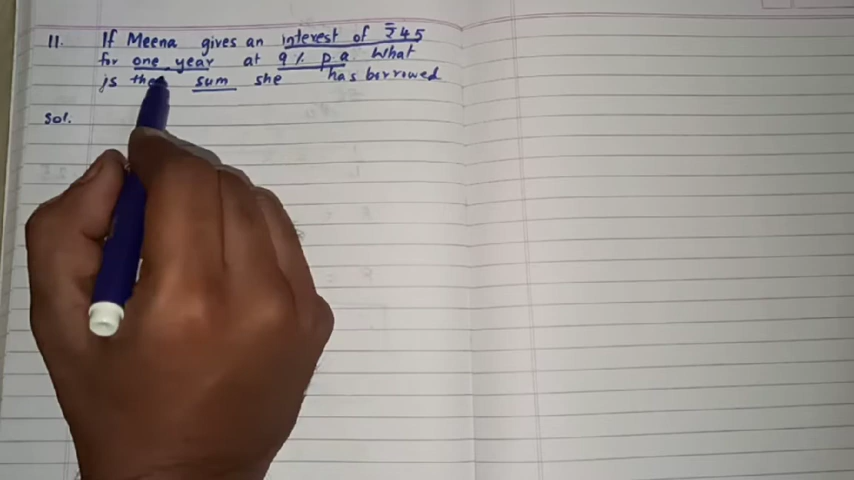 11. If Meena gives an interest of ₹45
for one year at 9% p.a. What
is the sum she has borrowed
Sol.